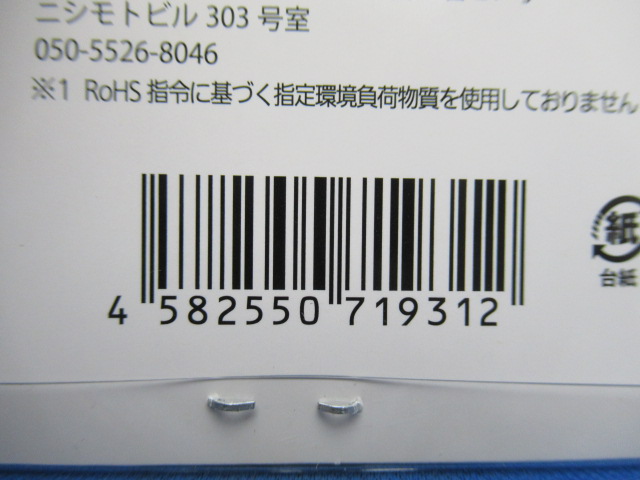 ニシモトビル 303 号室
050-5526-8046
※1 RoHS 指令に基づく指定環境負荷物質を使用しておりません
紙
台紙
4 582550 719312